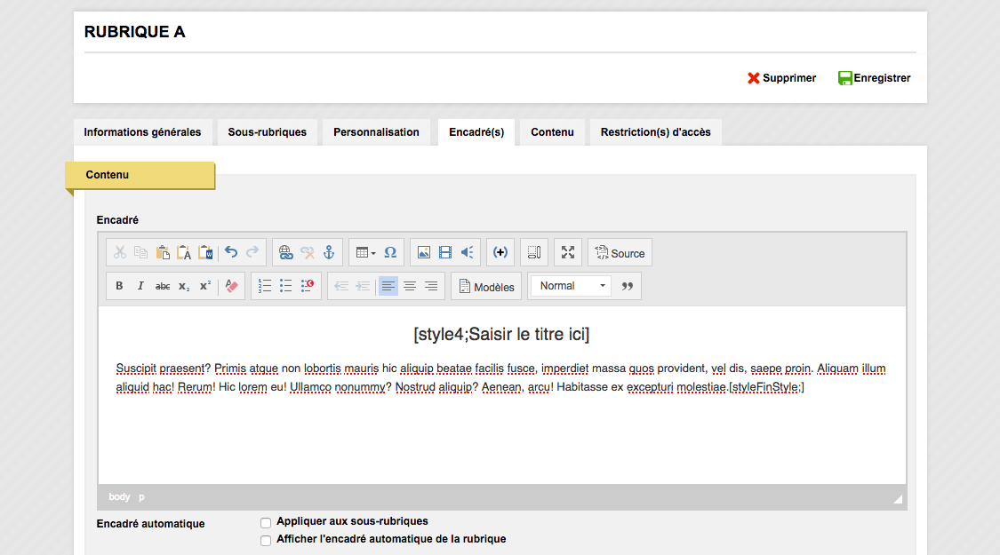 RUBRIQUE A
Supprimer Enregistrer
Informations générales Sous-rubriques Personnalisation Encadré(s) Contenu Restriction(s) d'accès
Contenu
Encadré
Source
Modèles Normal
[style4;Saisir le titre ici]
Suscipit praesent? Primis atque non lobortis mauris hic aliquip beatae facilis fusce, imperdiet massa quos provident, vel dis, saepe proin. Aliquam illum
aliquid hac! Rerum! Hic lorem eu! Ullamco nonummy? Nostrud aliquip? Aenean, arcu! Habitasse ex excepturi molestiae.[styleFinStyle;]
body p
Encadré automatique Appliquer aux sous-rubriques
Afficher l'encadré automatique de la rubrique